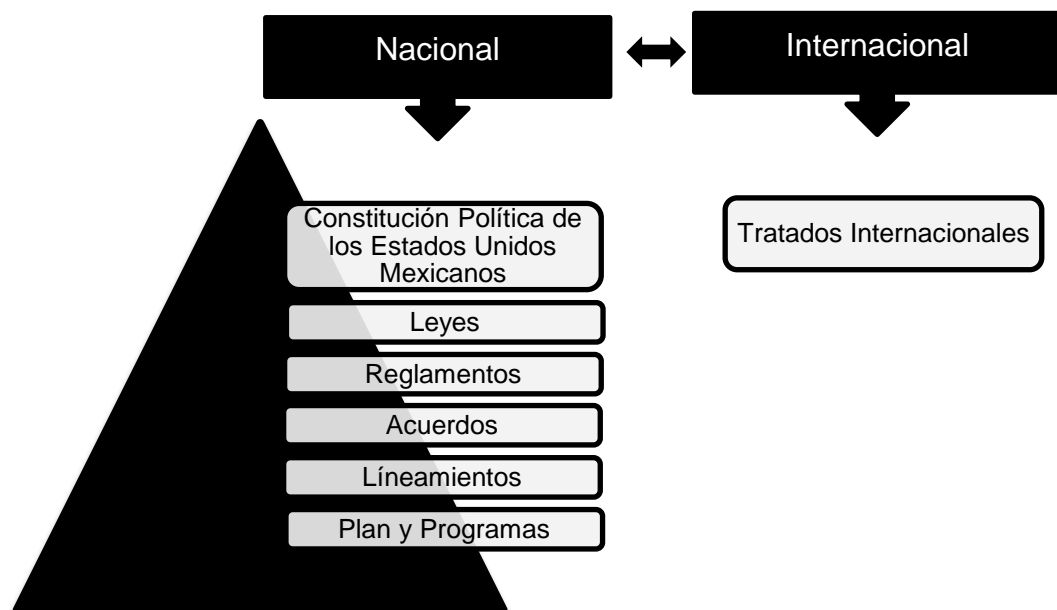 Nacional
Internacional
Constitución Política de
los Estados Unidos
Mexicanos
Tratados Internacionales
Leyes
Reglamentos
Acuerdos
Líneamientos
Plan y Programas